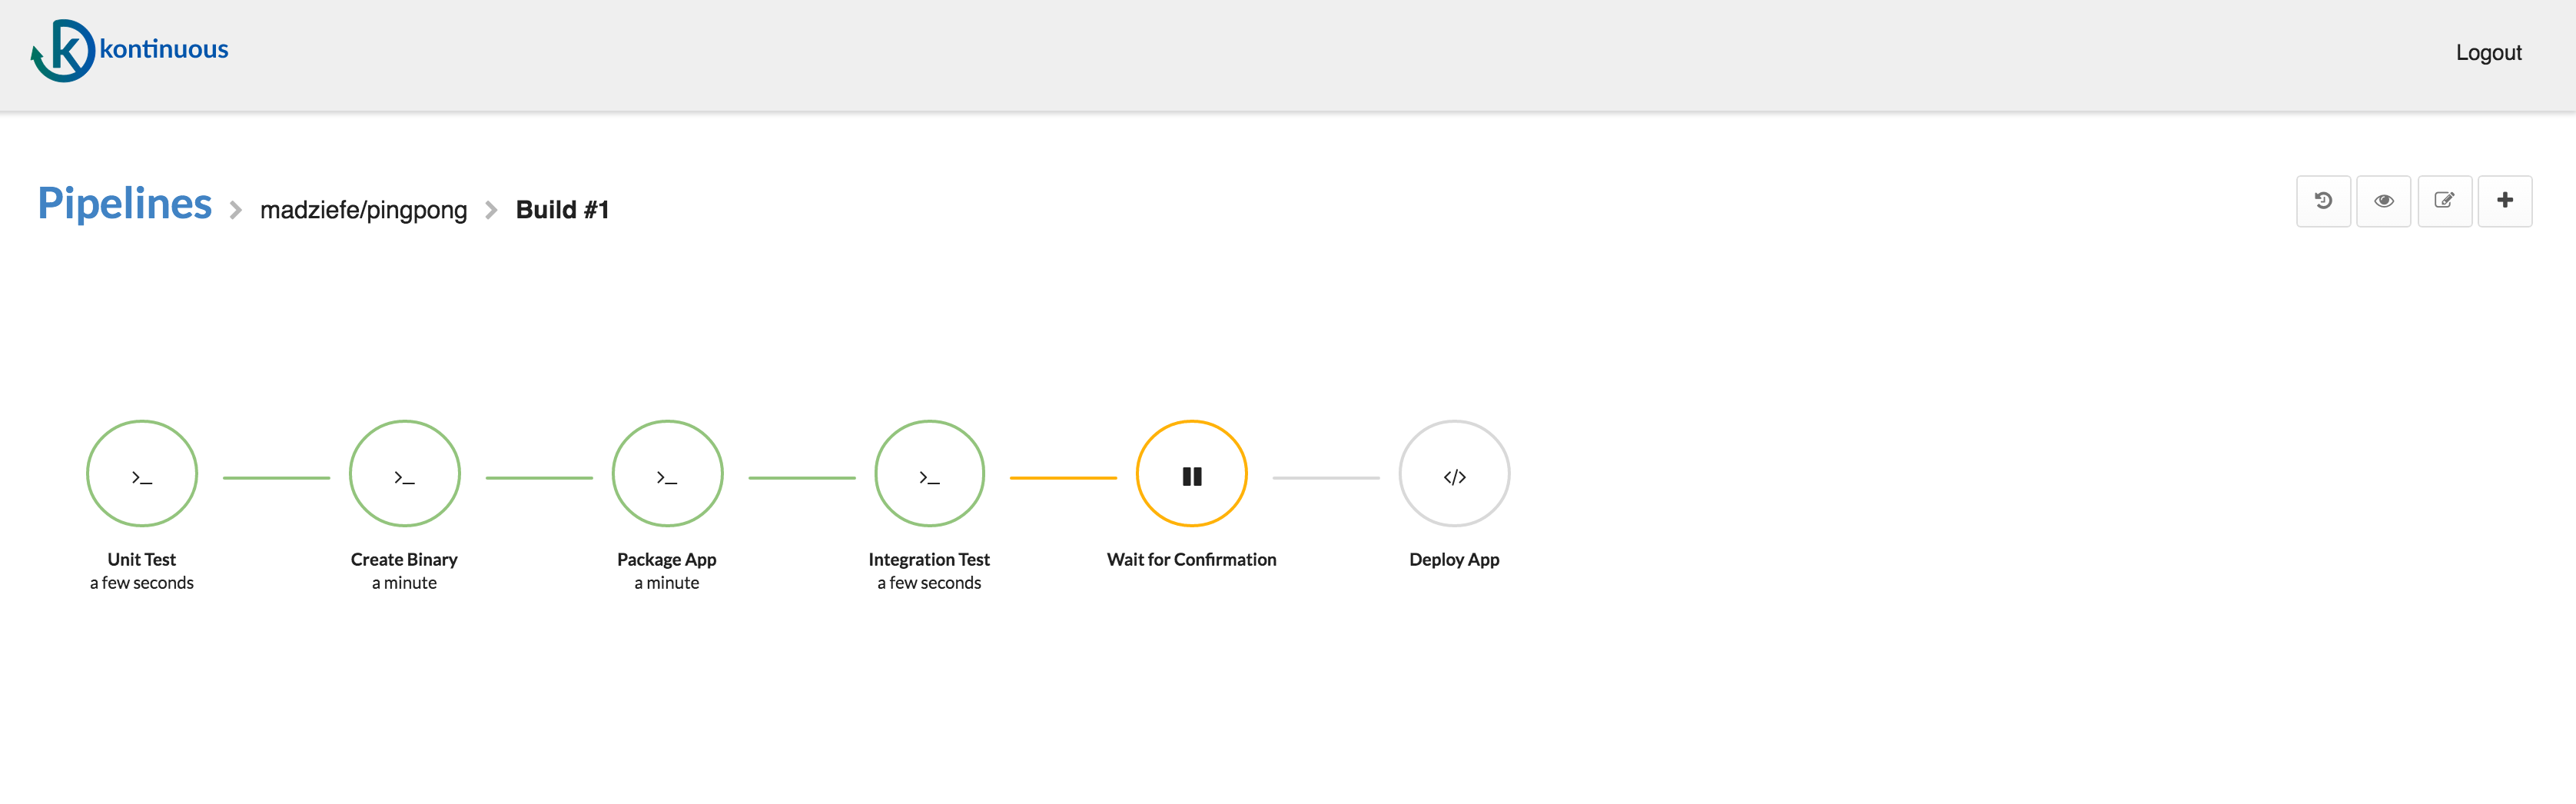 kontinuous
Logout
Pipelines > madziefe/pingpong > Build #1
Unit Test
a few seconds
Create Binary
a minute
Package App
a minute
Integration Test
a few seconds
Wait for Confirmation
Deploy App